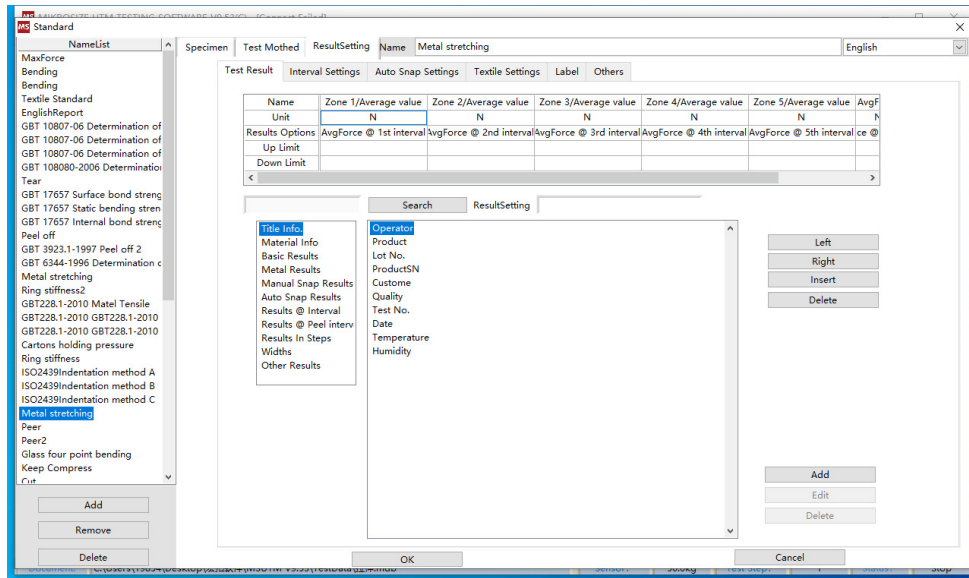 Standard
NameList
MaxForce
Bending
Bending
Textile Standard
EnglishReport
GBT 10807-06 Determination of
GBT 10807-06 Determination of
GBT 10807-06 Determination of
GBT 108080-2006 Determination
Tear
GBT 17657 Surface bond streng
GBT 17657 Static bending stren
GBT 17657 Internal bond streng
Peel off
GBT 3923.1-1997 Peel off 2
GBT 6344-1996 Determination c
Metal stretching
Ring stiffness2
GBT228.1-2010 Matel Tensile
GBT228.1-2010 GBT228.1-2010
GBT228.1-2010 GBT228.1-2010
Cartons holding pressure
Ring stiffness
ISO2439Indentation method A
ISO2439Indentation method B
ISO2439Indentation method C
Metal stretching
Peer
Peer2
Glass four point bending
Keep Compress
Cut
Add
Remove
Delete
Specimen Test Mothed ResultSetting Name Metal stretching English
Test Result Interval Settings Auto Snap Settings Textile Settings Label Others
Name Zone 1/Average value Zone 2/Average value Zone 3/Average value Zone 4/Average value Zone 5/Average value AvgF
Unit N N N N N N
Results Options AvgForce @ 1st interval AvgForce @ 2nd interval AvgForce @ 3rd interval AvgForce @ 4th interval AvgForce @ 5th interval ce @
Up Limit
Down Limit
Search ResultSetting
Title Info.
Material Info
Basic Results
Metal Results
Manual Snap Results
Auto Snap Results
Results @ Interval
Results @ Peel interv
Results In Steps
Widths
Other Results
Operator
Product
Lot No.
ProductSN
Custome
Quality
Test No.
Date
Temperature
Humidity
Left
Right
Insert
Delete
Add
Edit
Delete
OK Cancel